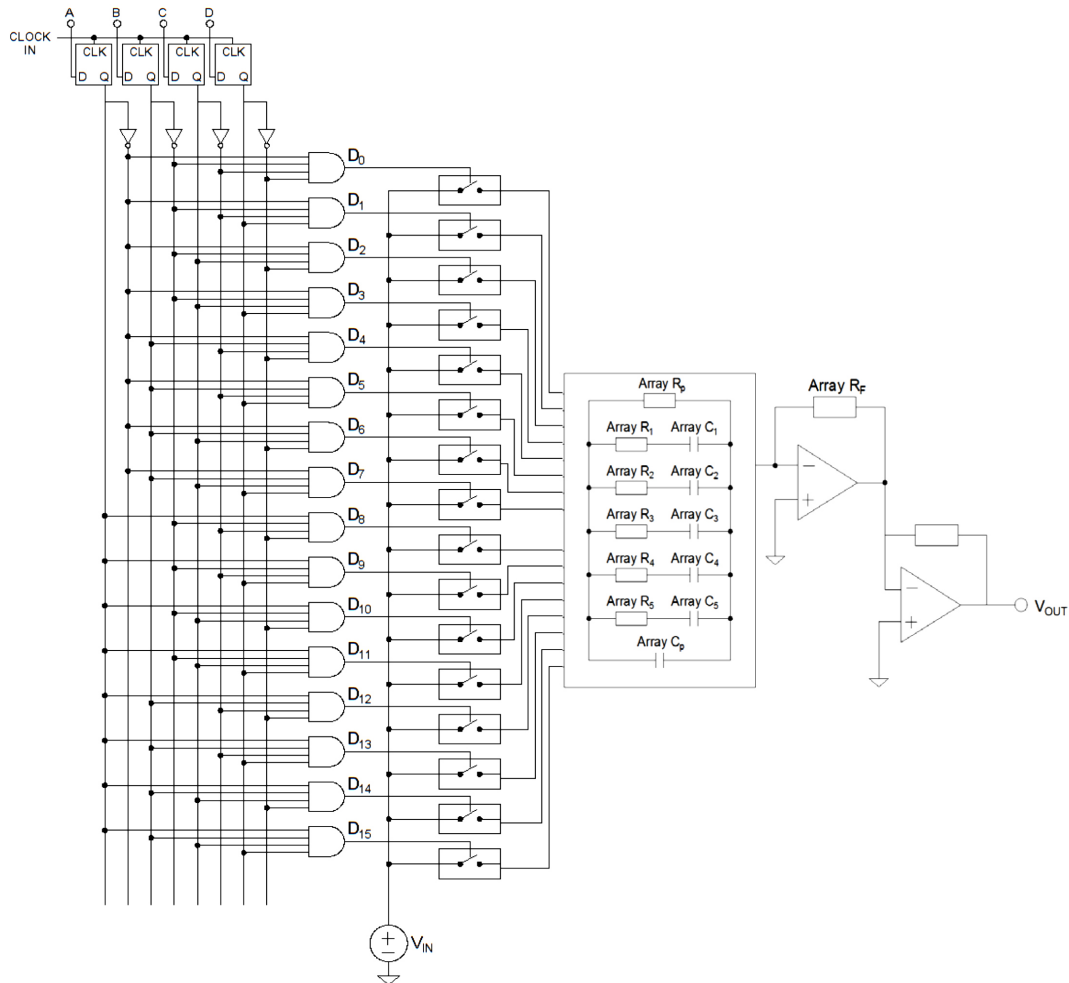 A B C D
CLOCK IN
CLK CLK CLK CLK
D Q D Q D Q D Q
D0
D1
D2
D3
D4
D5
D6
D7
D8
D9
D10
D11
D12
D13
D14
D15
Array Rp
Array R1 Array C1
Array R2 Array C2
Array R3 Array C3
Array R4 Array C4
Array R5 Array C5
Array Cp
Array RF
− +
− +
VOUT
+ − VIN